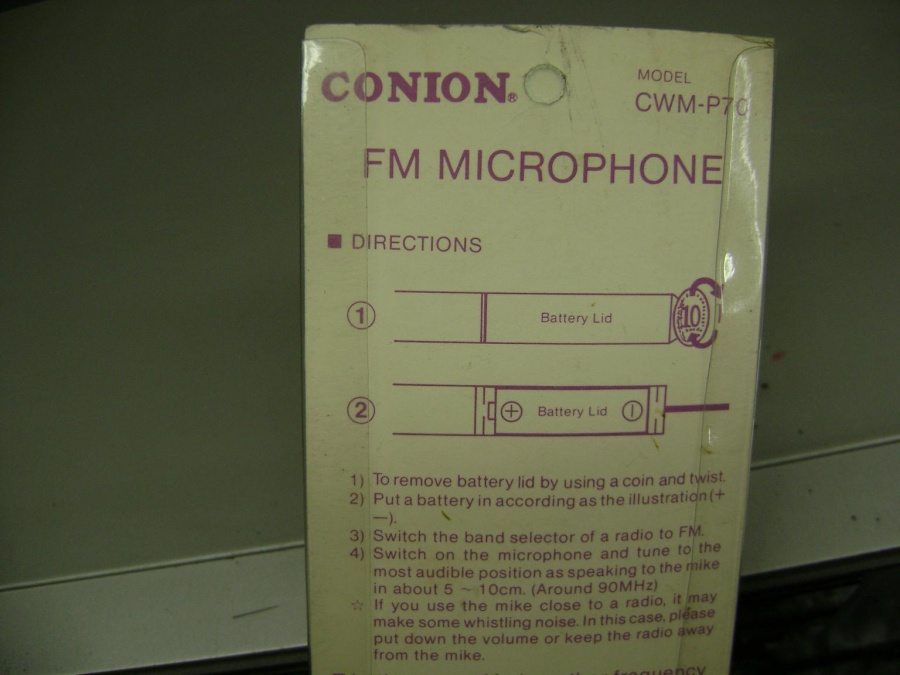 CONION®
MODEL
CWM-P70
FM MICROPHONE
■ DIRECTIONS
① Battery Lid 10
② + Battery Lid −
1) To remove battery lid by using a coin and twist.
2) Put a battery in according as the illustration (+
—).
3) Switch the band selector of a radio to FM.
4) Switch on the microphone and tune to the
most audible position as speaking to the mike
in about 5 ~ 10cm. (Around 90MHz)
☆ If you use the mike close to a radio, it may
make some whistling noise. In this case, please
put down the volume or keep the radio away
from the mike.
frequency